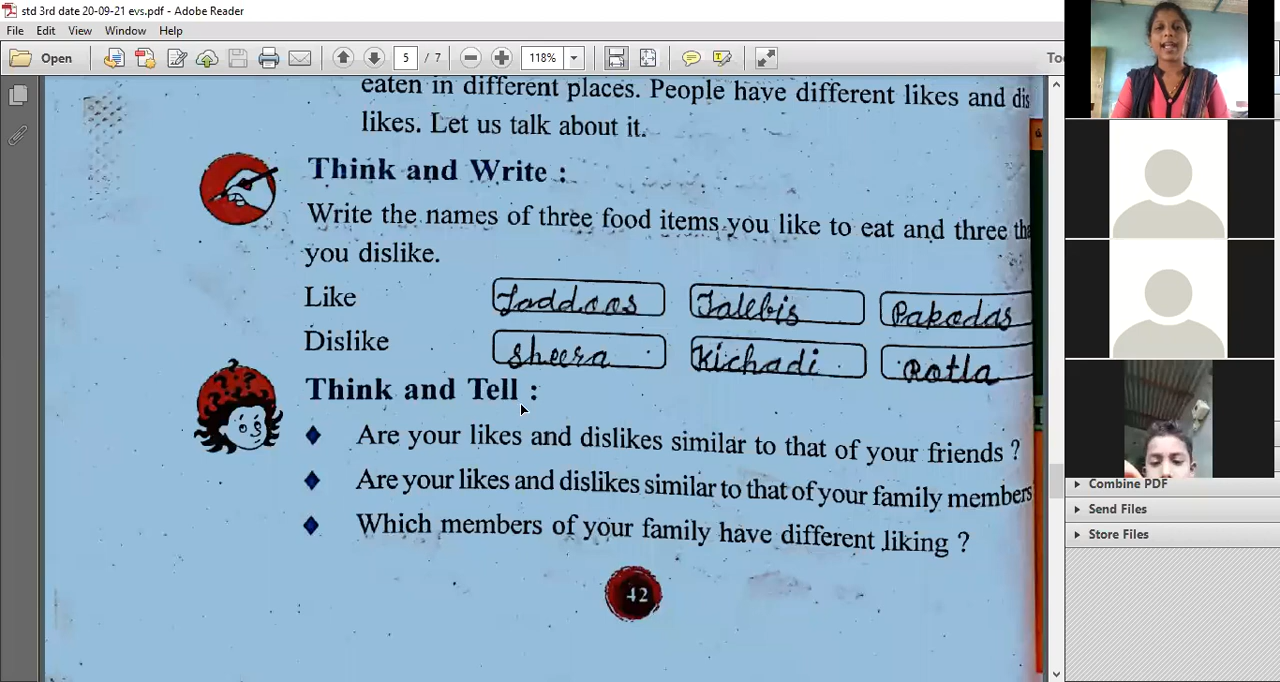 std 3rd date 20-09-21 evs.pdf - Adobe Reader
File Edit View Window Help
Open 5 / 7 118% To
eaten in different places. People have different likes and dis
likes. Let us talk about it.
Think and Write :
Write the names of three food items you like to eat and three tha
you dislike.
Like Laddoos Jalebis Pakodas
Dislike Sheera Kichadi Rotla
Think and Tell :
Are your likes and dislikes similar to that of your friends ?
Are your likes and dislikes similar to that of your family members
Which members of your family have different liking ?
42
Combine PDF
Send Files
Store Files